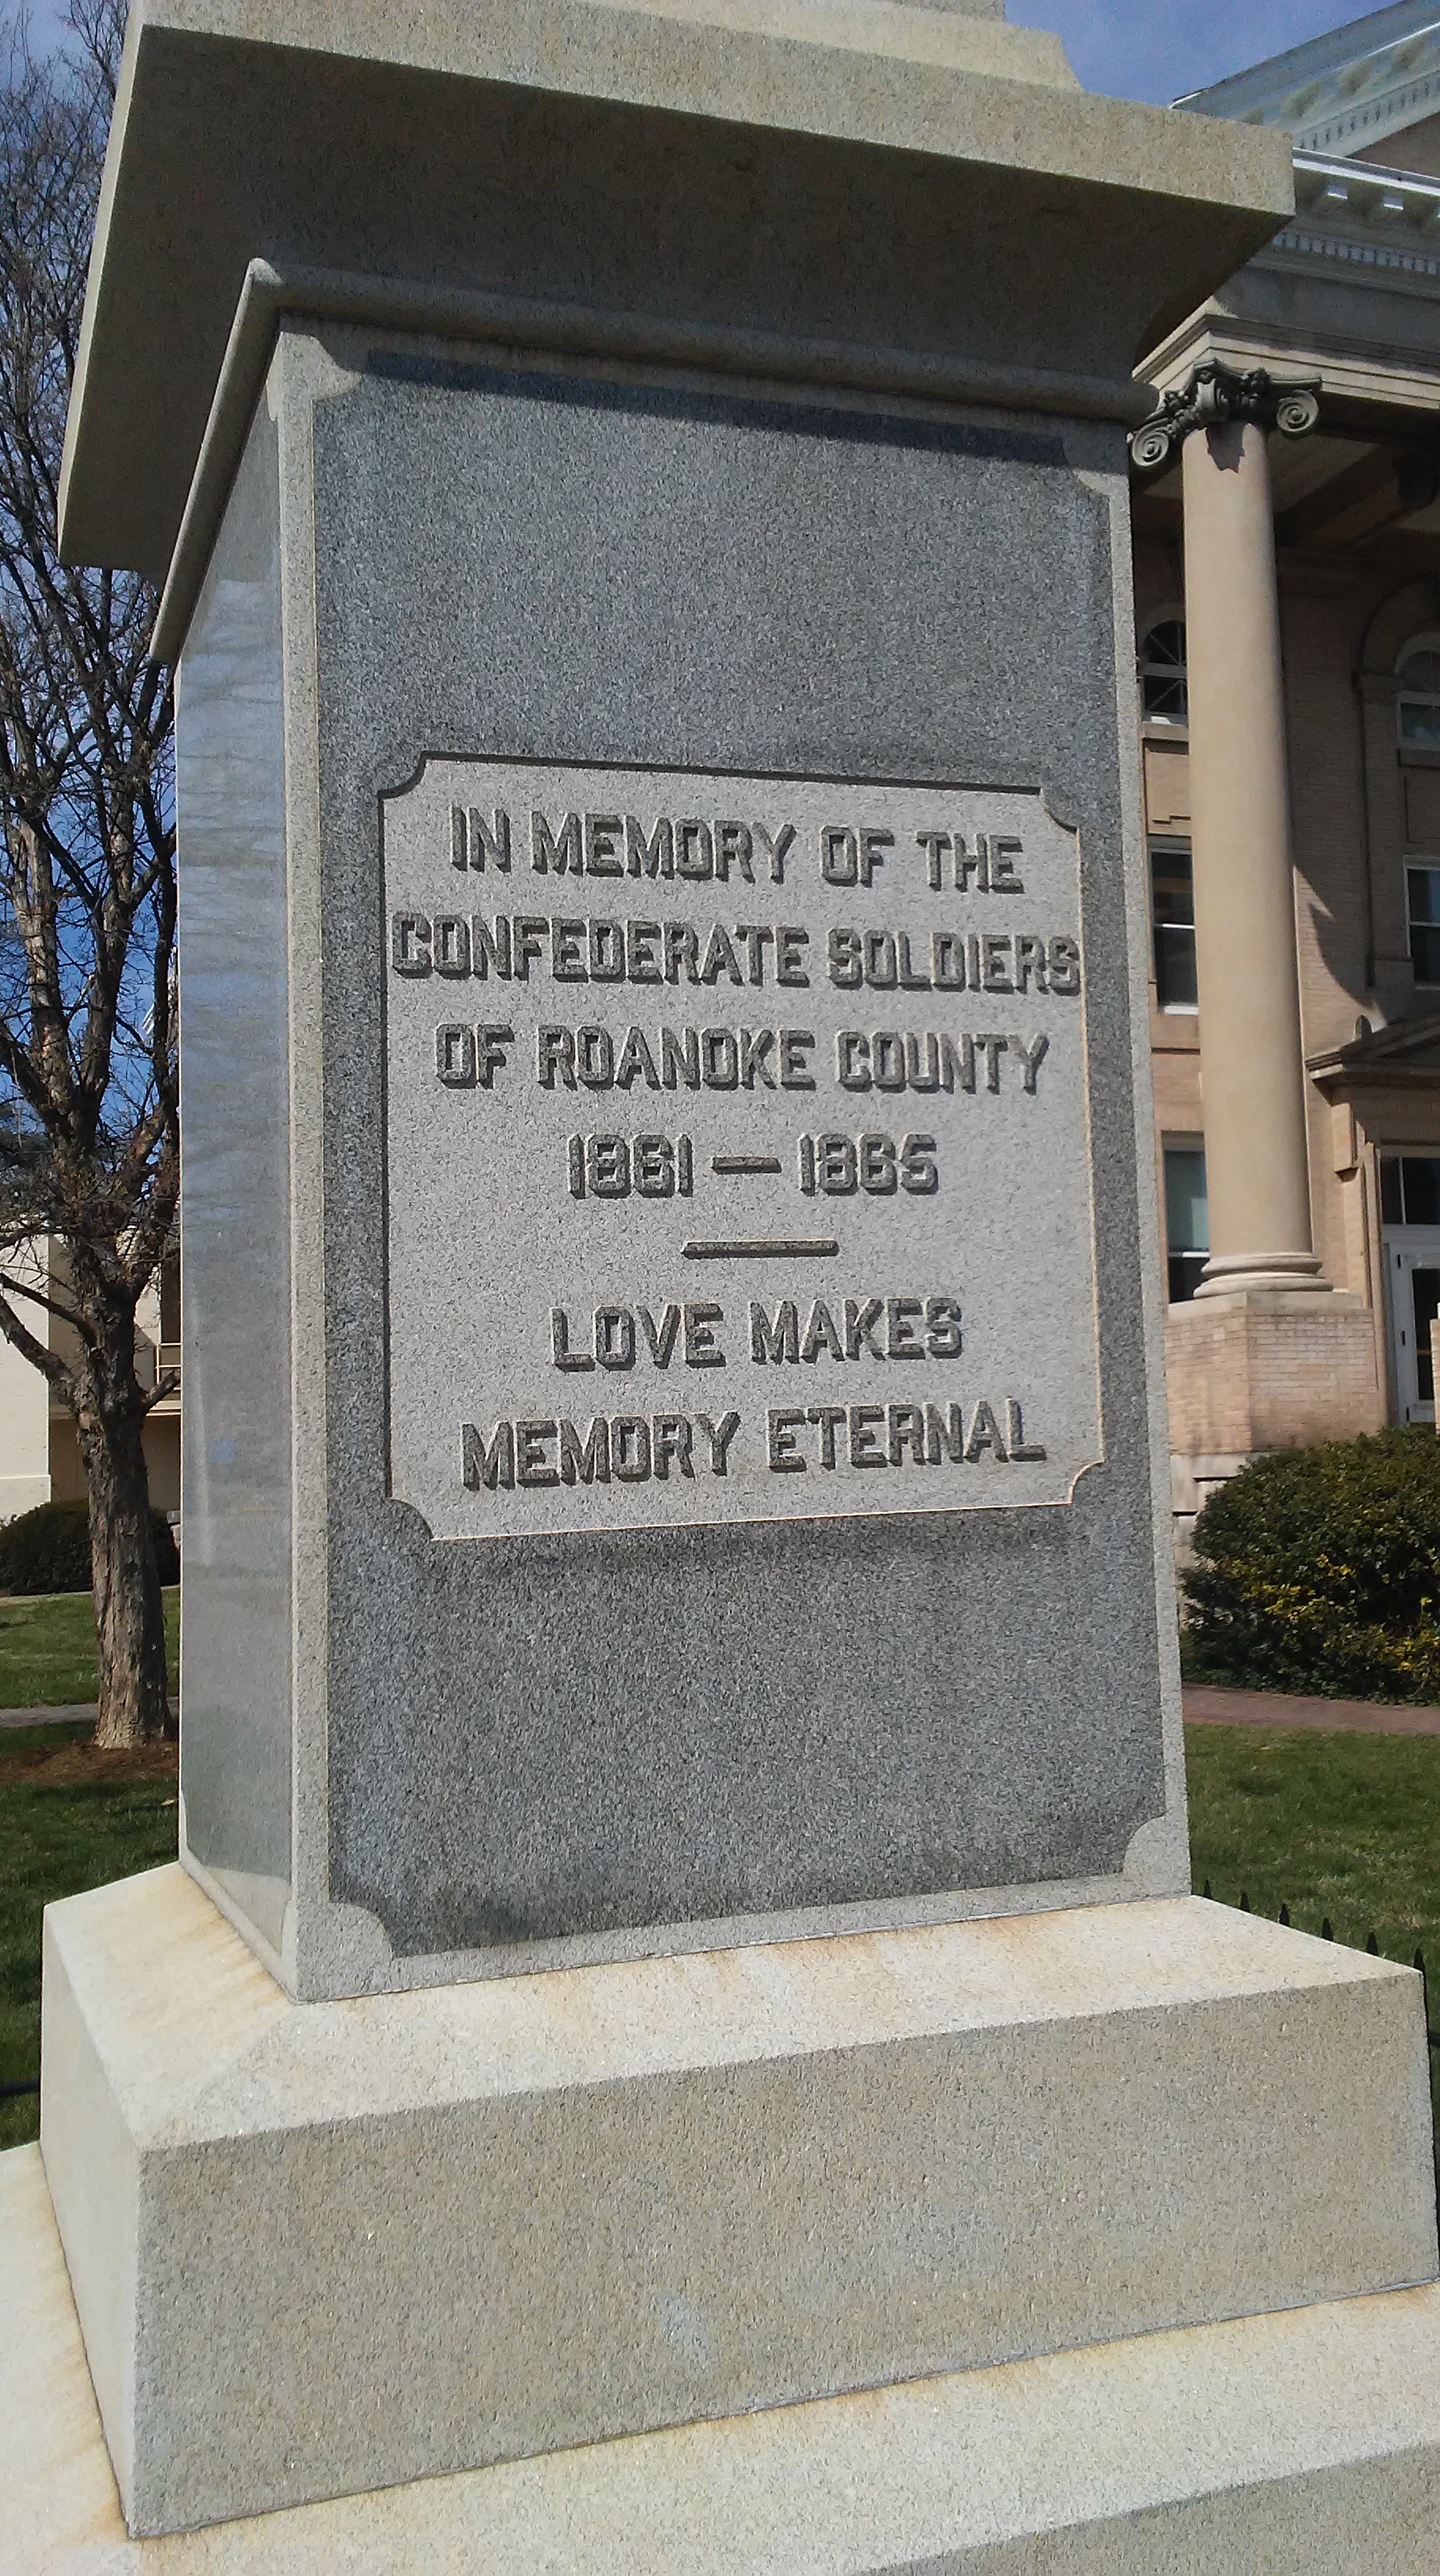 IN MEMORY OF THE
CONFEDERATE SOLDIERS
OF ROANOKE COUNTY
1861 — 1865
LOVE MAKES
MEMORY ETERNAL